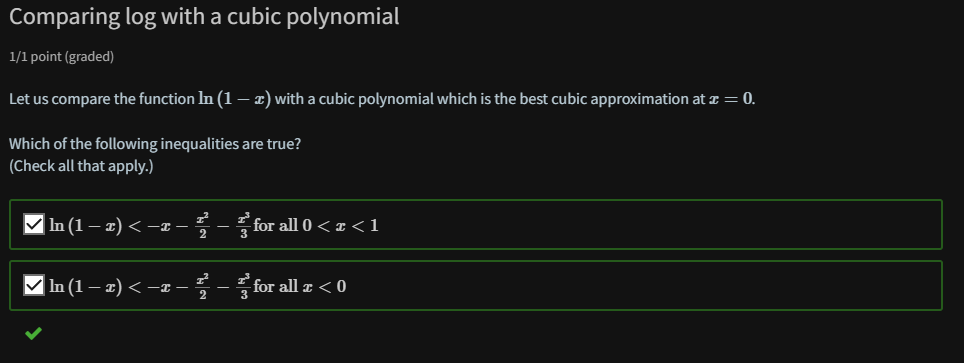 Comparing log with a cubic polynomial
1/1 point (graded)
Let us compare the function ln (1 − x) with a cubic polynomial which is the best cubic approximation at x = 0.
Which of the following inequalities are true?
(Check all that apply.)
ln (1 − x) < −x − x²/2 − x³/3 for all 0 < x < 1
ln (1 − x) < −x − x²/2 − x³/3 for all x < 0